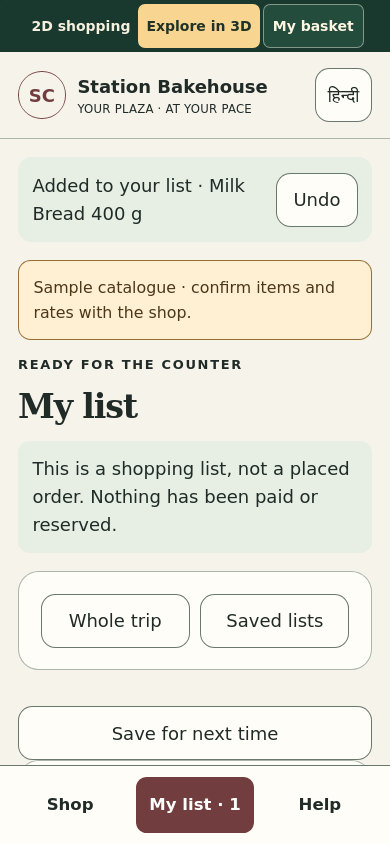 2D shopping
Explore in 3D
My basket
SC
Station Bakehouse
YOUR PLAZA · AT YOUR PACE
हिन्दी
Added to your list · Milk
Bread 400 g
Undo
Sample catalogue · confirm items and
rates with the shop.
READY FOR THE COUNTER
My list
This is a shopping list, not a placed
order. Nothing has been paid or
reserved.
Whole trip
Saved lists
Save for next time
Shop
My list · 1
Help